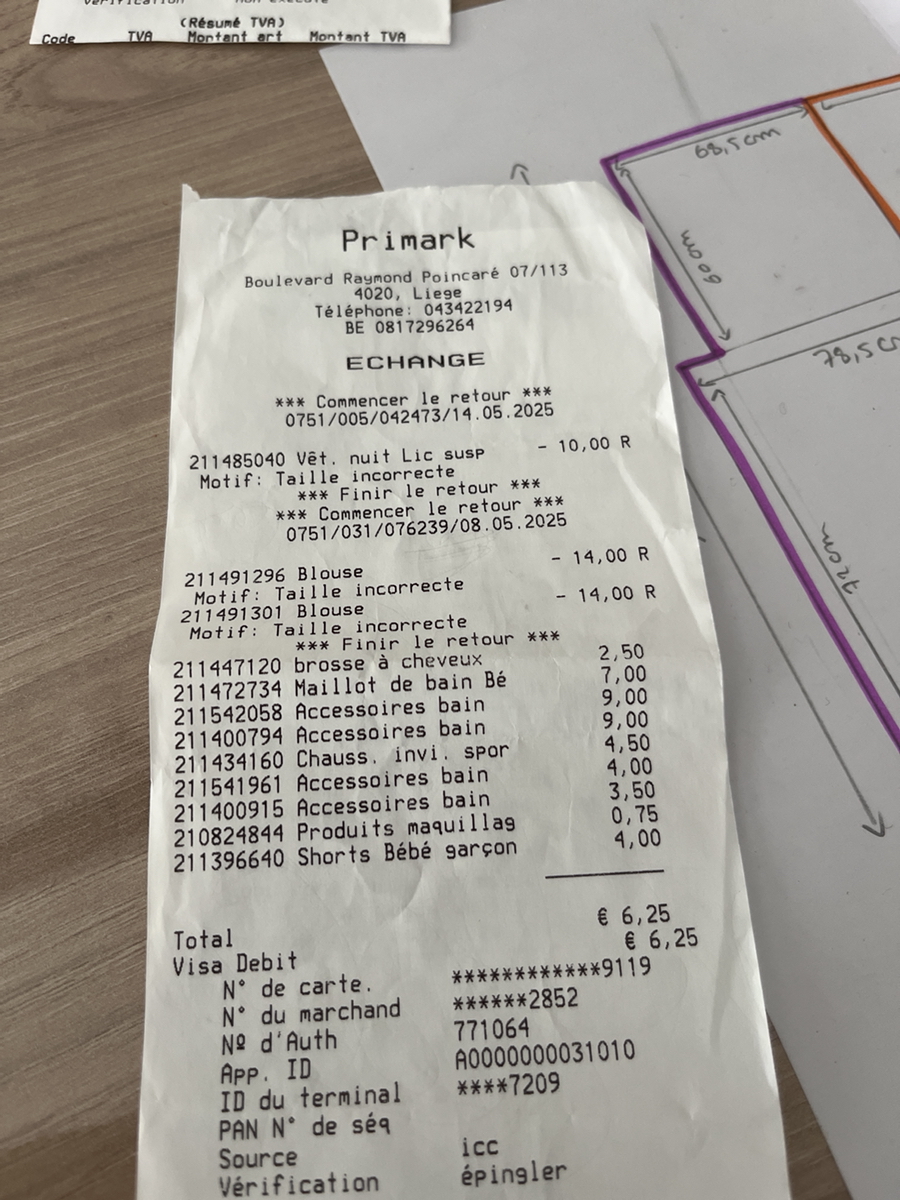 (Résumé TVA)
Code TVA Montant art Montant TVA
68,5cm
60cm
78,5c
72cm
Primark
Boulevard Raymond Poincaré 07/113
4020, Liege
Téléphone: 043422194
BE 0817296264
ECHANGE
*** Commencer le retour ***
0751/005/042473/14.05.2025
211485040 Vêt. nuit Lic susp - 10,00 R
Motif: Taille incorrecte
*** Finir le retour ***
*** Commencer le retour ***
0751/031/076239/08.05.2025
211491296 Blouse - 14,00 R
Motif: Taille incorrecte
211491301 Blouse - 14,00 R
Motif: Taille incorrecte
*** Finir le retour ***
211447120 brosse à cheveux 2,50
211472734 Maillot de bain Bé 7,00
211542058 Accessoires bain 9,00
211400794 Accessoires bain 9,00
211434160 Chauss. invi. spor 4,50
211541961 Accessoires bain 4,00
211400915 Accessoires bain 3,50
210824844 Produits maquillag 0,75
211396640 Shorts Bébé garçon 4,00
Total € 6,25
Visa Debit € 6,25
N° de carte. ************9119
N° du marchand ******2852
Nº d'Auth 771064
App. ID A0000000031010
ID du terminal ****7209
PAN N° de séq
Source icc
Vérification épingler